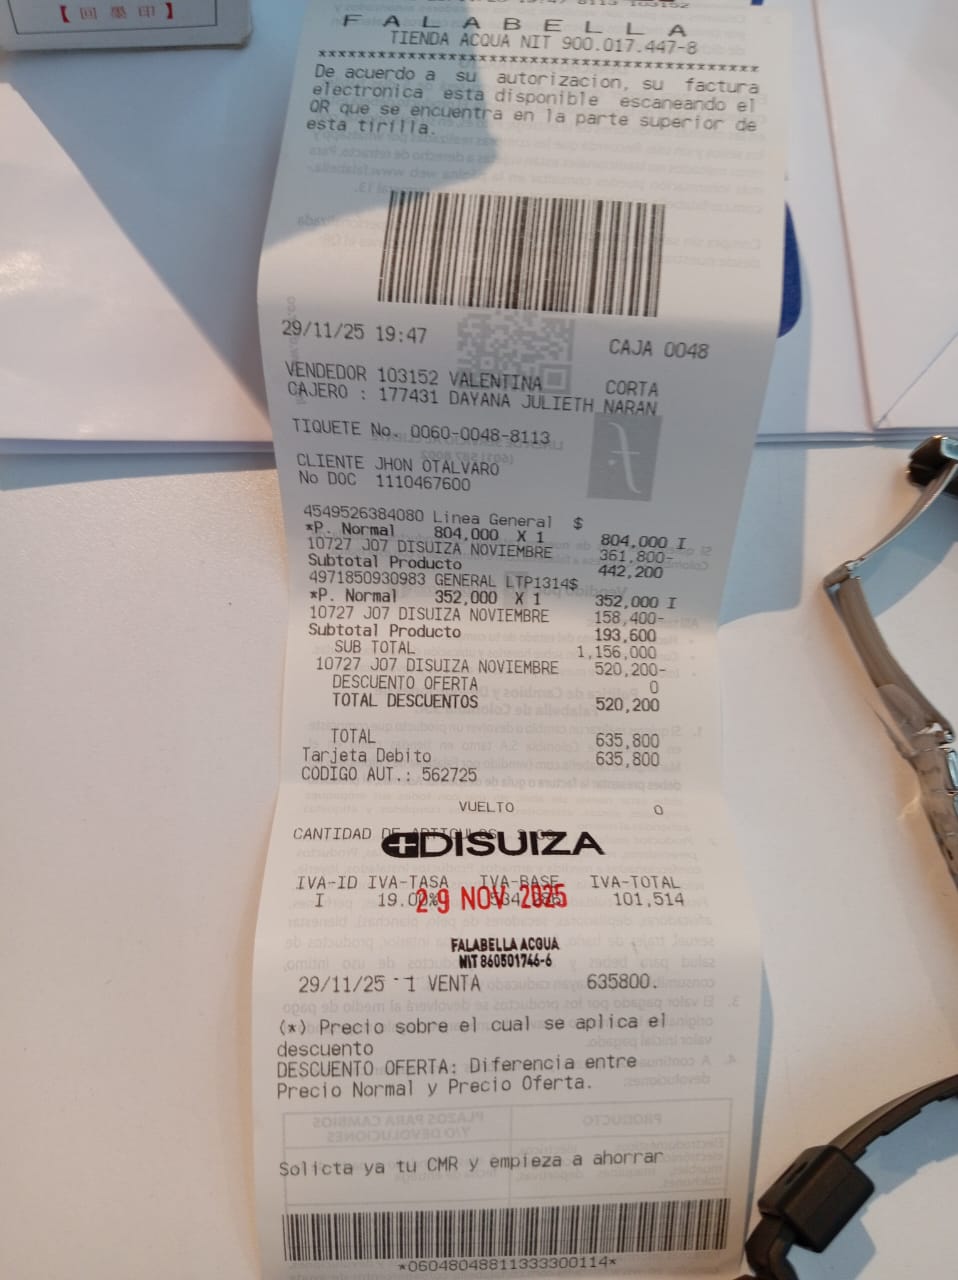 【 回 墨 印 】
FALABELLA
TIENDA ACQUA NIT 900.017.447-8
De acuerdo a su autorizacion, su factura
electronica esta disponible escaneando el
QR que se encuentra en la parte superior de
esta tirilla.
29/11/25 19:47 CAJA 0048
VENDEDOR 103152 VALENTINA CORTA
CAJERO : 177431 DAYANA JULIETH NARAN
TIQUETE No. 0060-0048-8113
CLIENTE JHON OTALVARO
No DOC 1110467600
4549526384080 Linea General $
*P. Normal 804,000 X 1 804,000 I
10727 J07 DISUIZA NOVIEMBRE 361,800-
Subtotal Producto 442,200
4971850930983 GENERAL LTP1314$
*P. Normal 352,000 X 1 352,000 I
10727 J07 DISUIZA NOVIEMBRE 158,400-
Subtotal Producto 193,600
SUB TOTAL 1,156,000
10727 J07 DISUIZA NOVIEMBRE 520,200-
DESCUENTO OFERTA 0
TOTAL DESCUENTOS 520,200
TOTAL 635,800
Tarjeta Debito 635,800
CODIGO AUT.: 562725
VUELTO 0
CANTIDAD DE ARTICULOS
DISUIZA
IVA-ID IVA-TASA IVA-BASE IVA-TOTAL
I 19.00% 101,514
29 NOV 2025
FALABELLA ACQUA
NIT 860501746-6
29/11/25 1 VENTA 635800.
(*) Precio sobre el cual se aplica el
descuento
DESCUENTO OFERTA: Diferencia entre
Precio Normal y Precio Oferta.
Solicta ya tu CMR y empieza a ahorrar
*06048048811333300114*